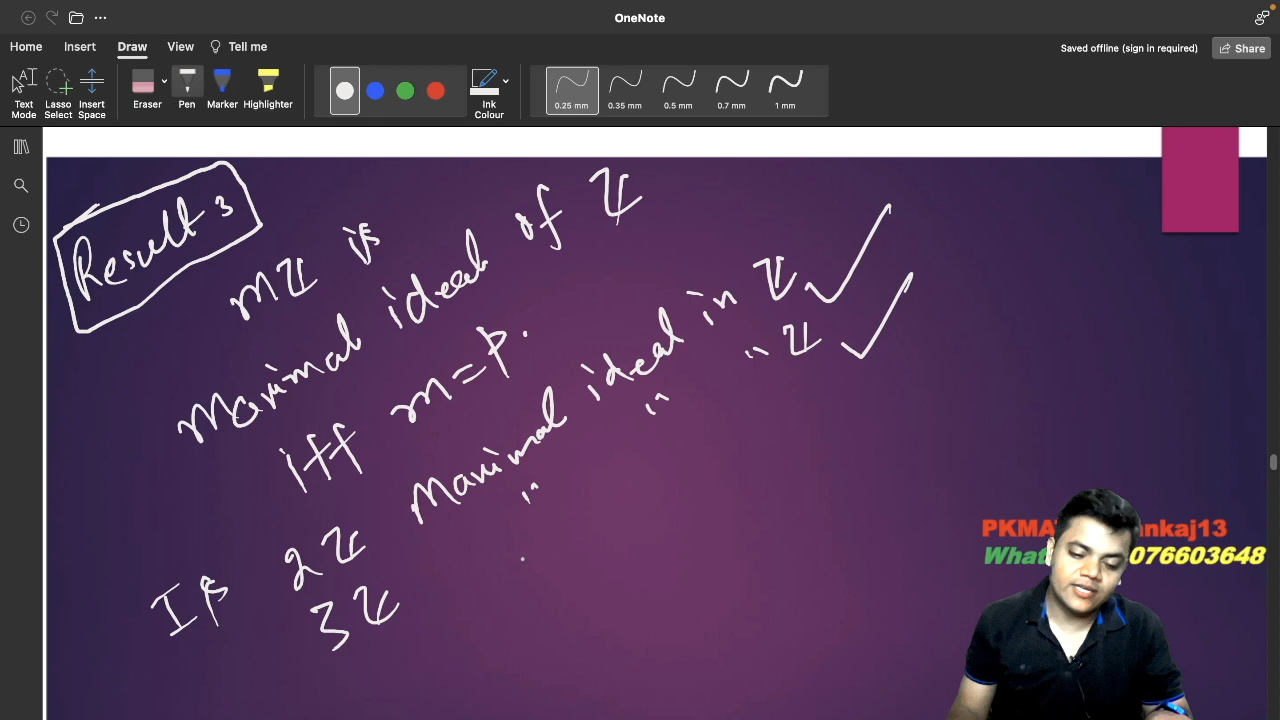 OneNote
Home Insert Draw View Tell me
Saved offline (sign in required)
Share
Text Mode
Lasso Select
Insert Space
Eraser
Pen
Marker
Highlighter
Ink Colour
0.25 mm
0.35 mm
0.5 mm
0.7 mm
1 mm
Result 3
mℤ is
Maximal ideal of ℤ
iff m=p.
Is 2ℤ Maximal ideal in ℤ ✓
3ℤ " " " ℤ ✓
PKMA nkaj13
What 076603648